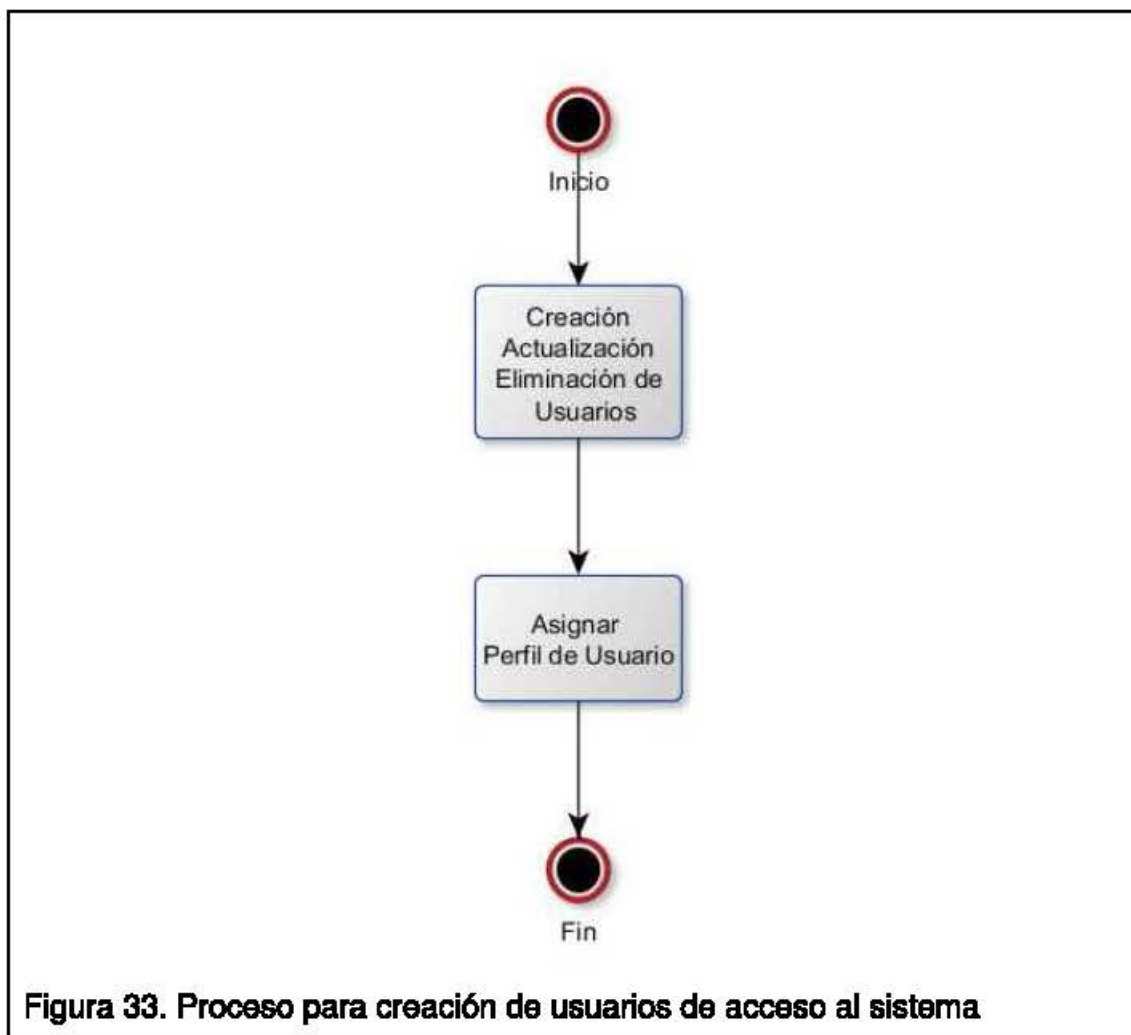 Inicio
Creación
Actualización
Eliminación de
Usuarios
Asignar
Perfil de Usuario
Fin
Figura 33. Proceso para creación de usuarios de acceso al sistema